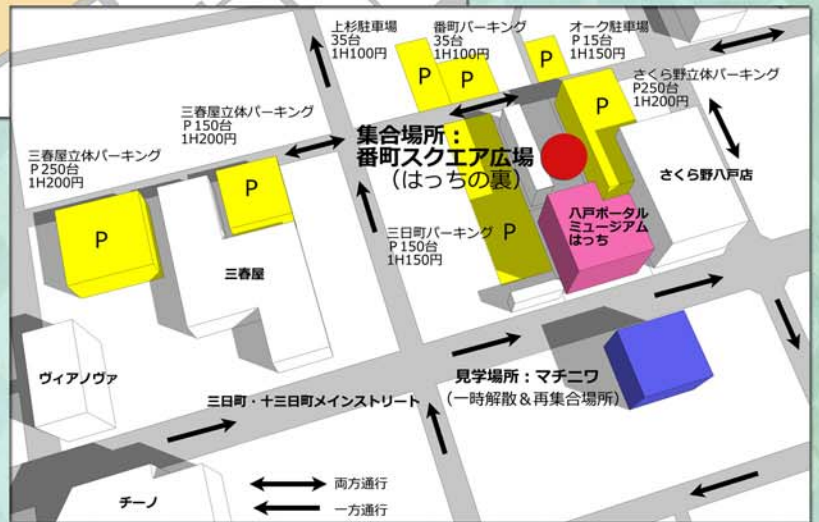 上杉駐車場
35台
1H100円
番町パーキング
35台
1H100円
オーク駐車場
P 15台
1H150円
さくら野立体パーキング
P250台
1H200円
三春屋立体パーキング
P 150台
1H200円
三春屋立体パーキング
P 250台
1H200円
P
P
P
P
P
P
P
集合場所:
番町スクエア広場
(はっちの裏)
さくら野八戸店
八戸ポータル
ミュージアム
はっち
三日町パーキング
P 150台
1H150円
三春屋
ヴィアノヴァ
見学場所:マチニワ
(一時解散&再集合場所)
三日町・十三日町メインストリート
チーノ
両方通行
一方通行